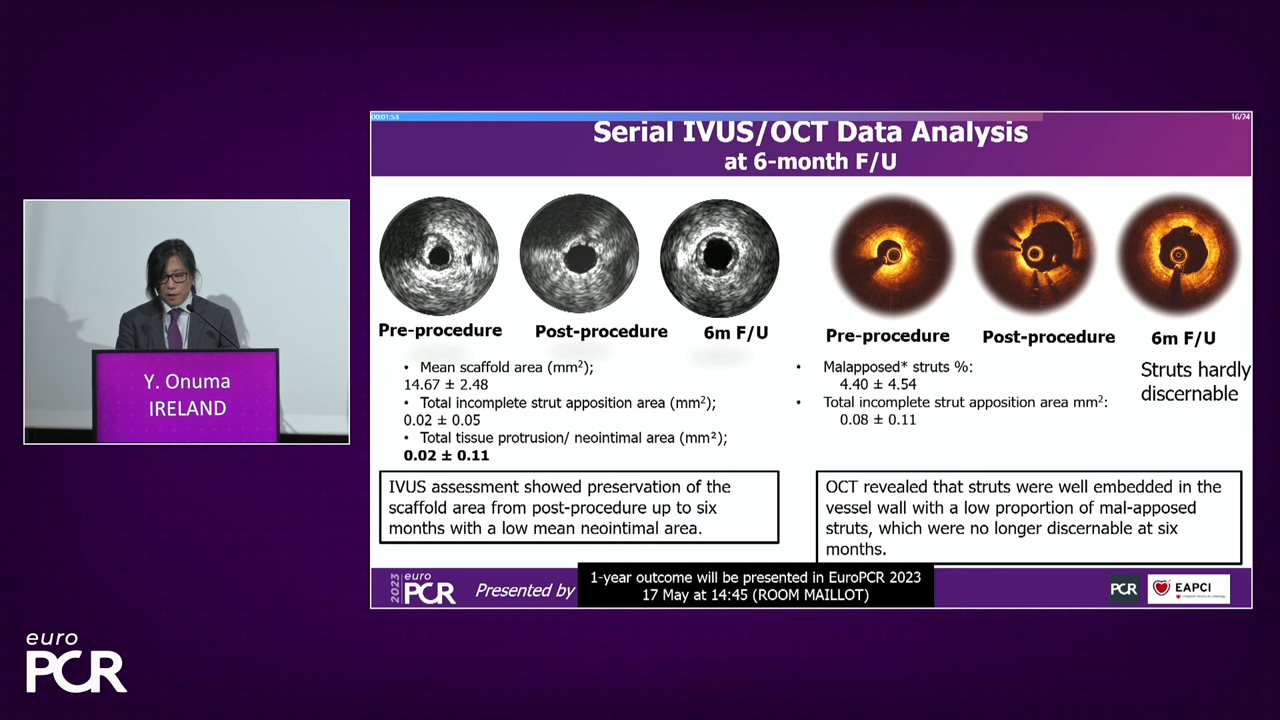 00:01:53
16/24
Serial IVUS/OCT Data Analysis
at 6-month F/U
Pre-procedure
Post-procedure
6m F/U
Pre-procedure
Post-procedure
6m F/U
• Mean scaffold area (mm²);
14.67 ± 2.48
• Total incomplete strut apposition area (mm²);
0.02 ± 0.05
• Total tissue protrusion/ neointimal area (mm²);
0.02 ± 0.11
• Malapposed* struts %:
4.40 ± 4.54
• Total incomplete strut apposition area mm²:
0.08 ± 0.11
Struts hardly
discernable
IVUS assessment showed preservation of the
scaffold area from post-procedure up to six
months with a low mean neointimal area.
OCT revealed that struts were well embedded in the
vessel wall with a low proportion of mal-apposed
struts, which were no longer discernable at six
months.
Y. Onuma
IRELAND
2023
euro
PCR
Presented by
1-year outcome will be presented in EuroPCR 2023
17 May at 14:45 (ROOM MAILLOT)
PCR
EAPCI
euro
PCR